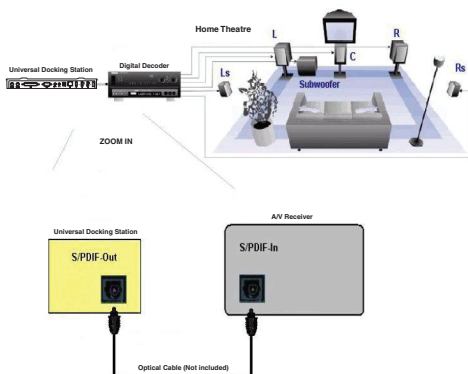 Home Theatre
L
R
C
Universal Docking Station
Digital Decoder
Ls
Rs
Subwoofer
ZOOM IN
Universal Docking Station
A/V Receiver
S/PDIF-Out
S/PDIF-In
Optical Cable (Not included)